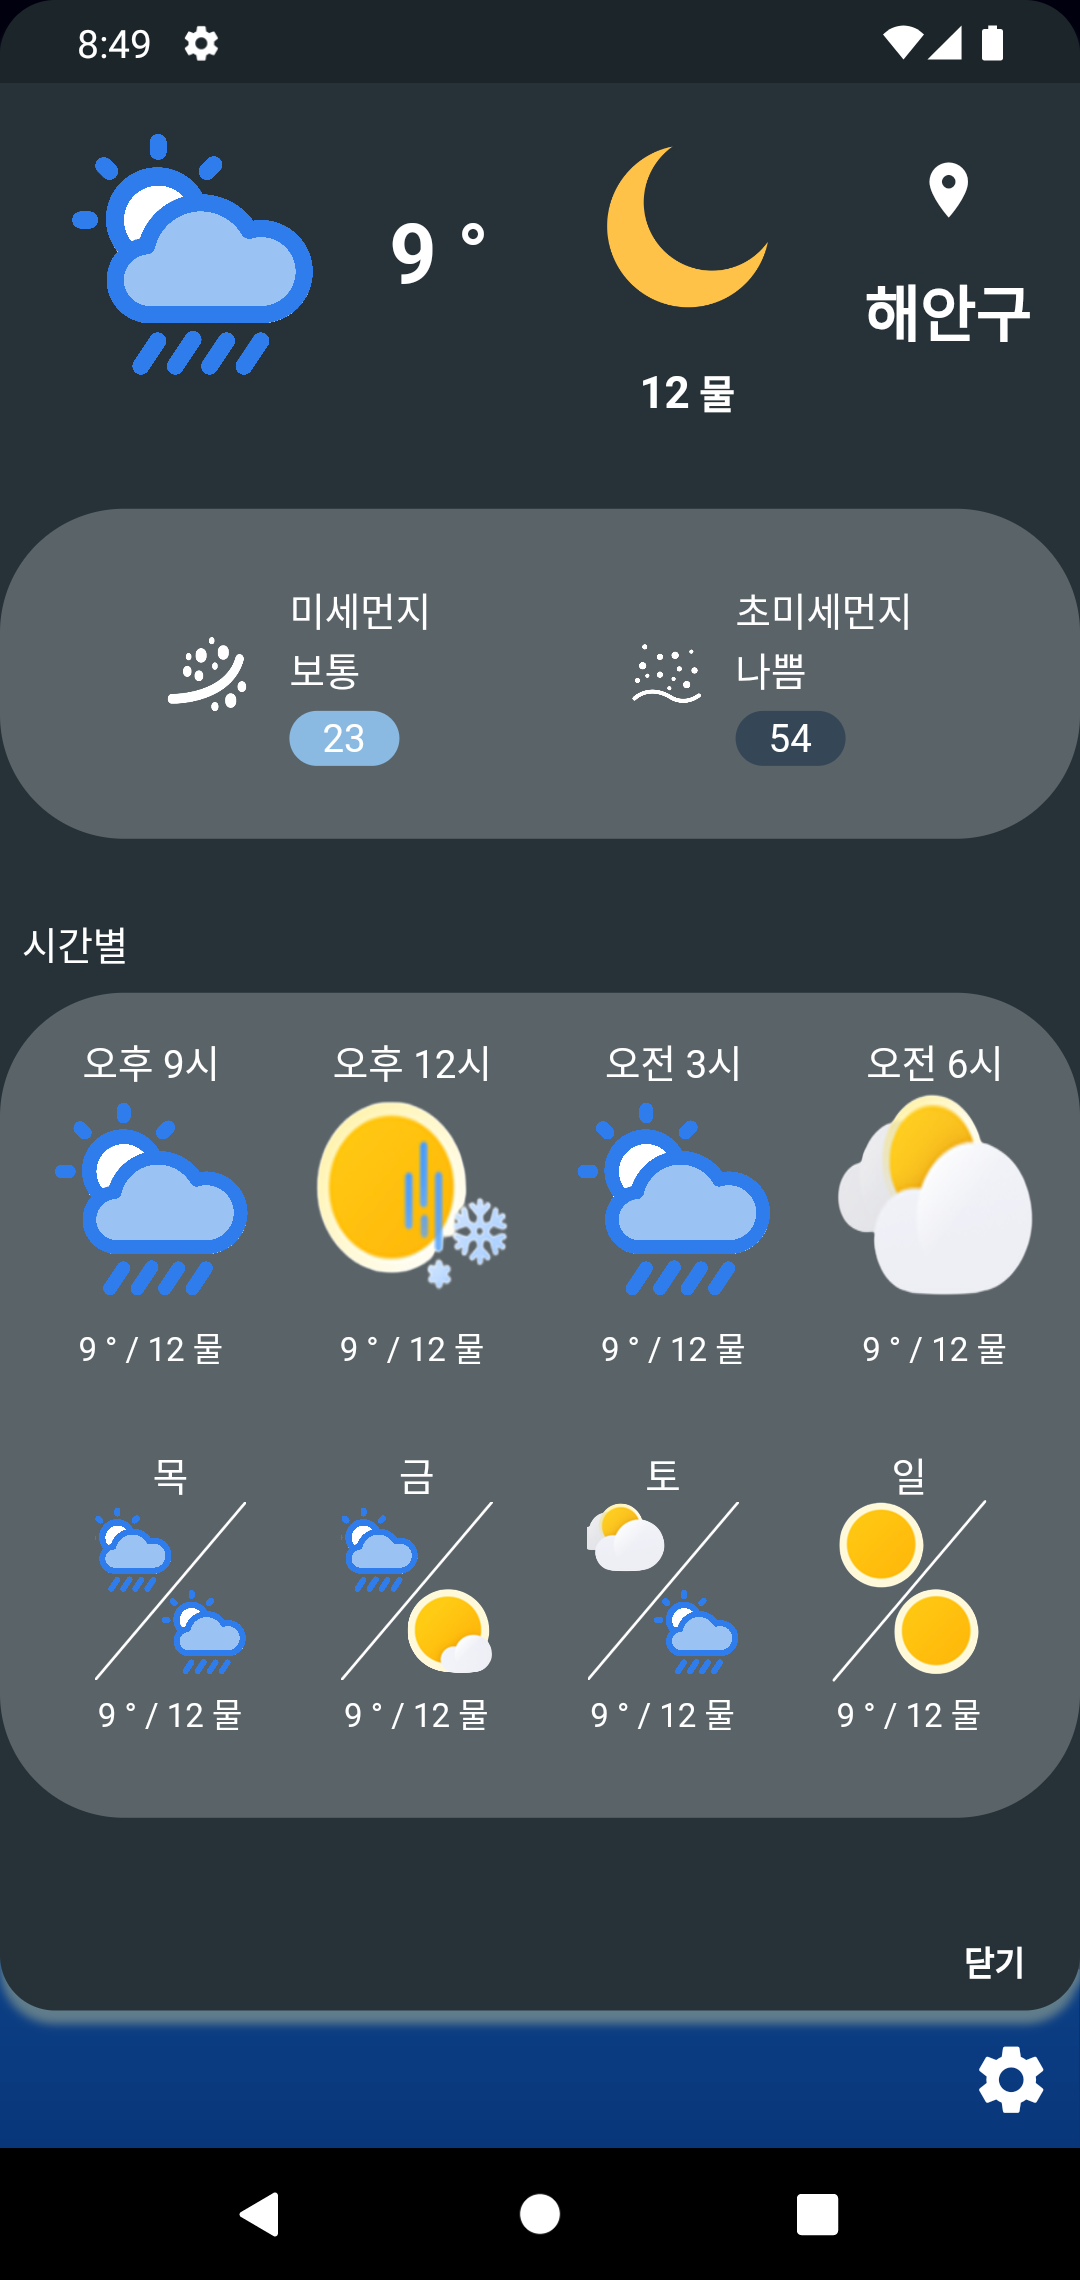 8:49
9 °
해안구
12 물
미세먼지
보통
23
초미세먼지
나쁨
54
시간별
오후 9시
오후 12시
오전 3시
오전 6시
9 ° / 12 물
9 ° / 12 물
9 ° / 12 물
9 ° / 12 물
목
금
토
일
9 ° / 12 물
9 ° / 12 물
9 ° / 12 물
9 ° / 12 물
닫기